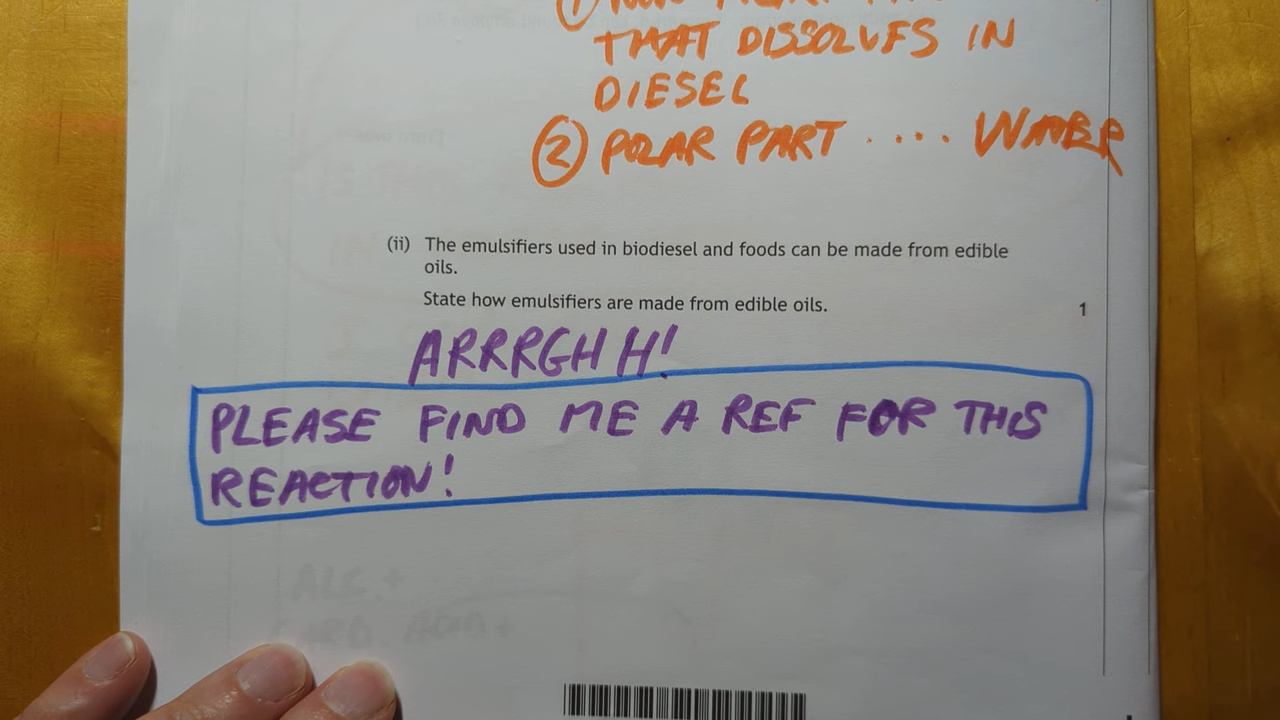 THAT DISSOLVES IN
DIESEL
② POLAR PART .... WATER
(ii) The emulsifiers used in biodiesel and foods can be made from edible
oils.
State how emulsifiers are made from edible oils.
1
ARRRGHH!
PLEASE FIND ME A REF FOR THIS
REACTION!